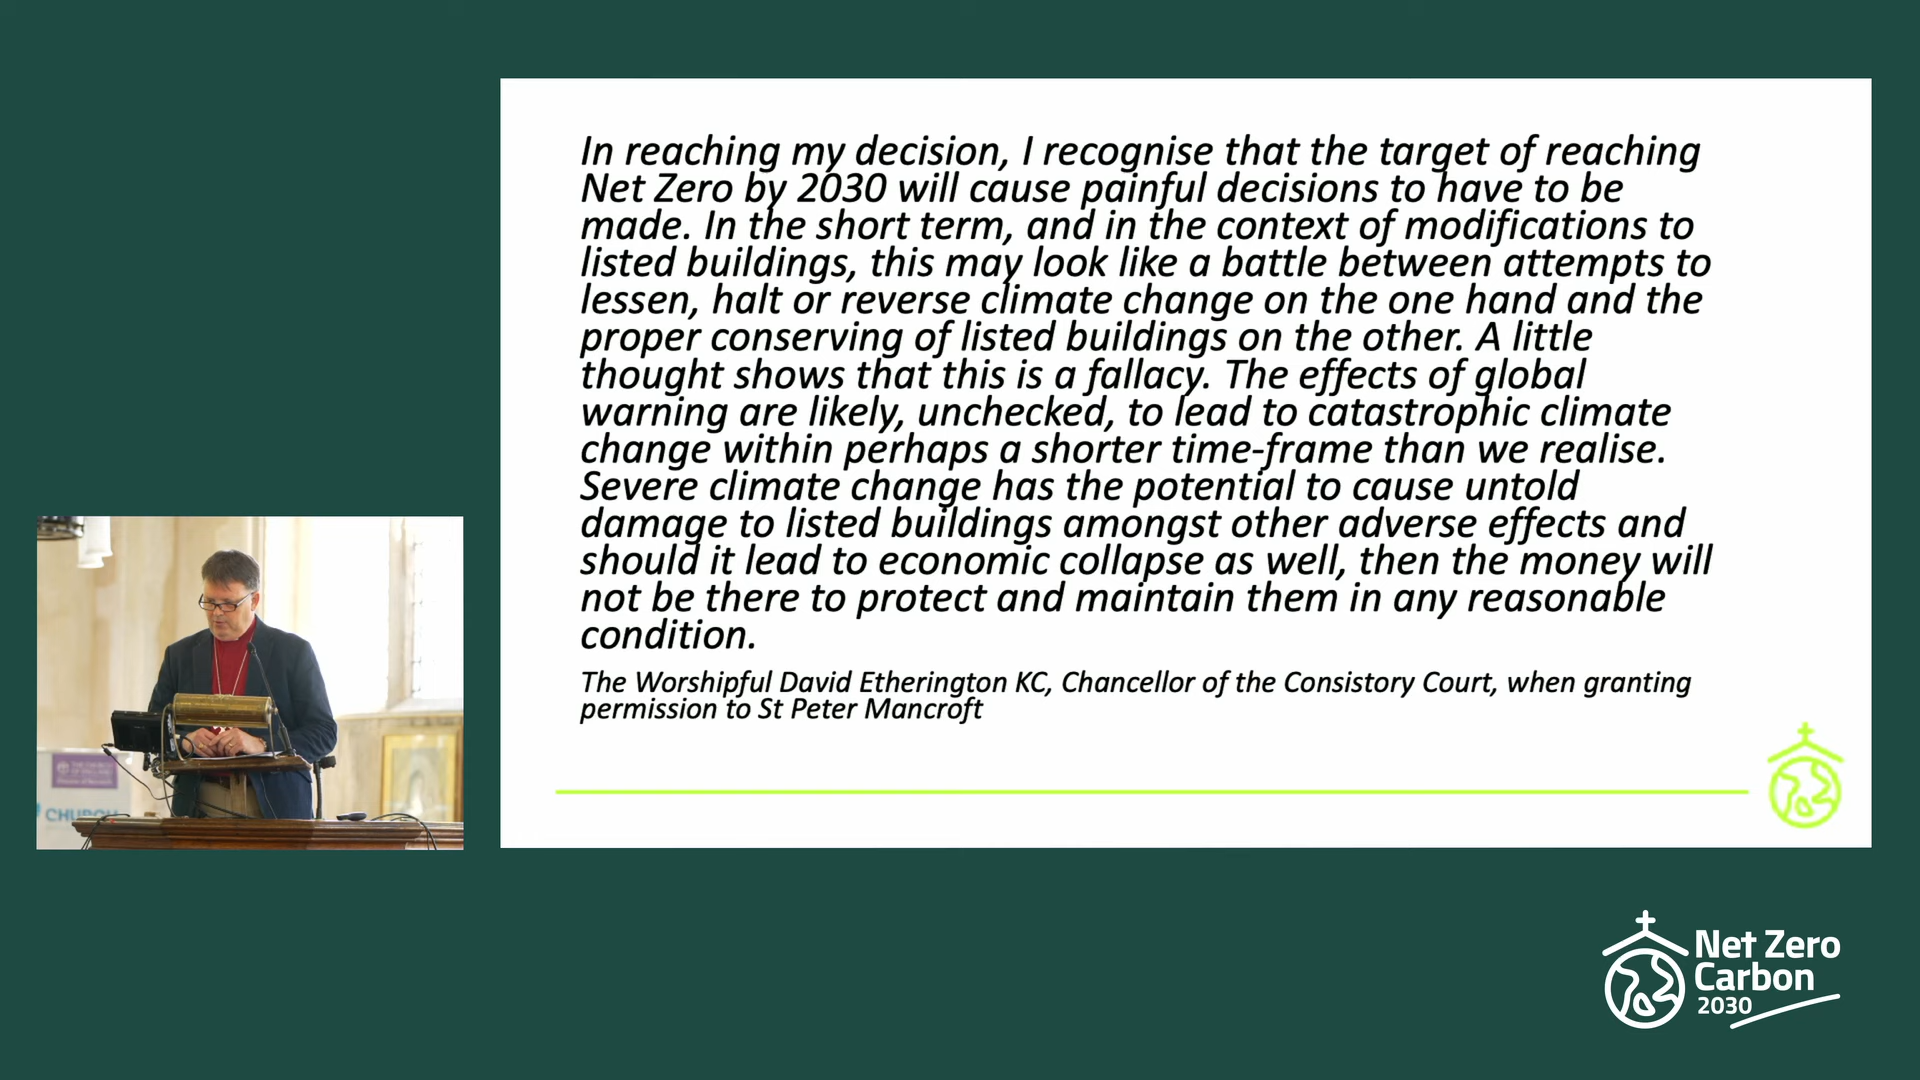 In reaching my decision, I recognise that the target of reaching
Net Zero by 2030 will cause painful decisions to have to be
made. In the short term, and in the context of modifications to
listed buildings, this may look like a battle between attempts to
lessen, halt or reverse climate change on the one hand and the
proper conserving of listed buildings on the other. A little
thought shows that this is a fallacy. The effects of global
warning are likely, unchecked, to lead to catastrophic climate
change within perhaps a shorter time-frame than we realise.
Severe climate change has the potential to cause untold
damage to listed buildings amongst other adverse effects and
should it lead to economic collapse as well, then the money will
not be there to protect and maintain them in any reasonable
condition.
The Worshipful David Etherington KC, Chancellor of the Consistory Court, when granting
permission to St Peter Mancroft
CHURCH
Net Zero
Carbon
2030